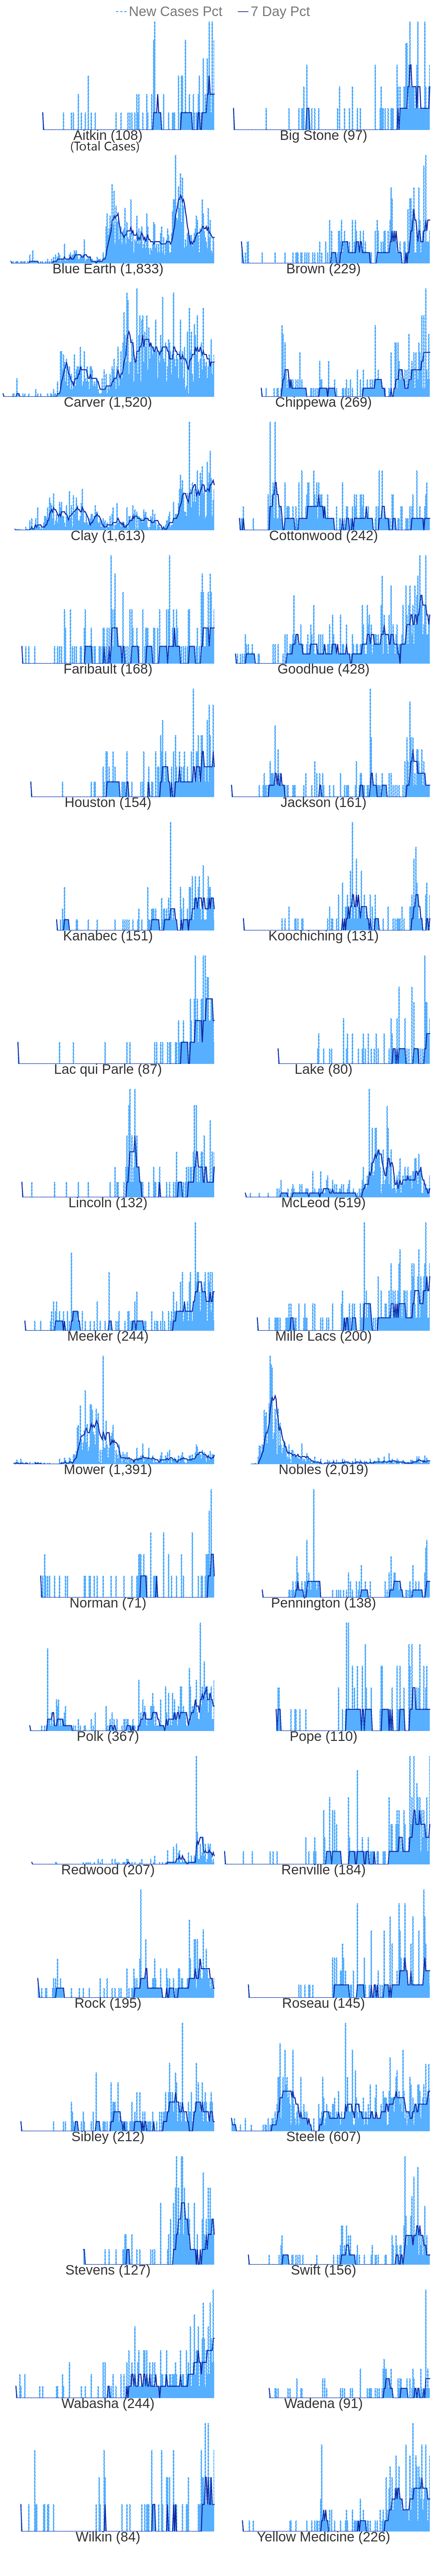 New Cases Pct 7 Day Pct
Aitkin (108) Big Stone (97)
(Total Cases)
Blue Earth (1,833) Brown (229)
Carver (1,520) Chippewa (269)
Clay (1,613) Cottonwood (242)
Faribault (168) Goodhue (428)
Houston (154) Jackson (161)
Kanabec (151) Koochiching (131)
Lac qui Parle (87) Lake (80)
Lincoln (132) McLeod (519)
Meeker (244) Mille Lacs (200)
Mower (1,391) Nobles (2,019)
Norman (71) Pennington (138)
Polk (367) Pope (110)
Redwood (207) Renville (184)
Rock (195) Roseau (145)
Sibley (212) Steele (607)
Stevens (127) Swift (156)
Wabasha (244) Wadena (91)
Wilkin (84) Yellow Medicine (226)